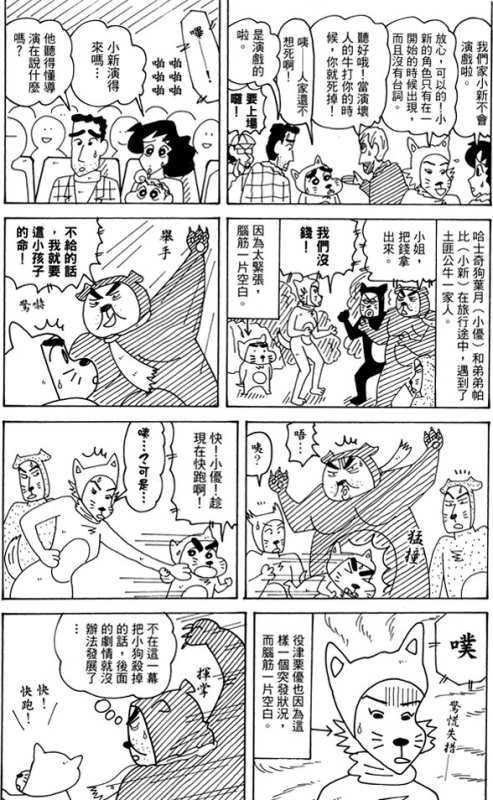 我們家小新不會
演戲啦。
放心，可以的！小
新的角色只有在
開始的時候出現，
而且沒有台詞。
聽好哦！當演壞
人的牛打你的時
候，你就死掉！
咦—人家還不
想死啊！
是演戲的
啦。
要上場
囉！
嗶—！
啪啪啪
啪啪啪
小新演得
來嗎…
他聽得懂導
演在說什麼
嗎？
哈士奇狗葉月（小優）和弟弟帕
比（小新）在旅行途中，遇到了
土匪公牛一家人。
小姐，
把錢拿
出來。
我們沒
錢！
因為太緊張，
腦筋一片空白。
舉手
不給的話
，我就要
這小孩子
的命！
驚悚
猛撞
唔…
咦？
快！小優！趁
現在快跑啊！
咦…？可是…
噗
驚慌失措
役津栗優也因為這
樣一個突發狀況，
而腦筋一片空白。
揮掌
不在這一幕
把小狗殺掉
的話，後面
的劇情就沒
辦法發展了
…
快！
快跑！